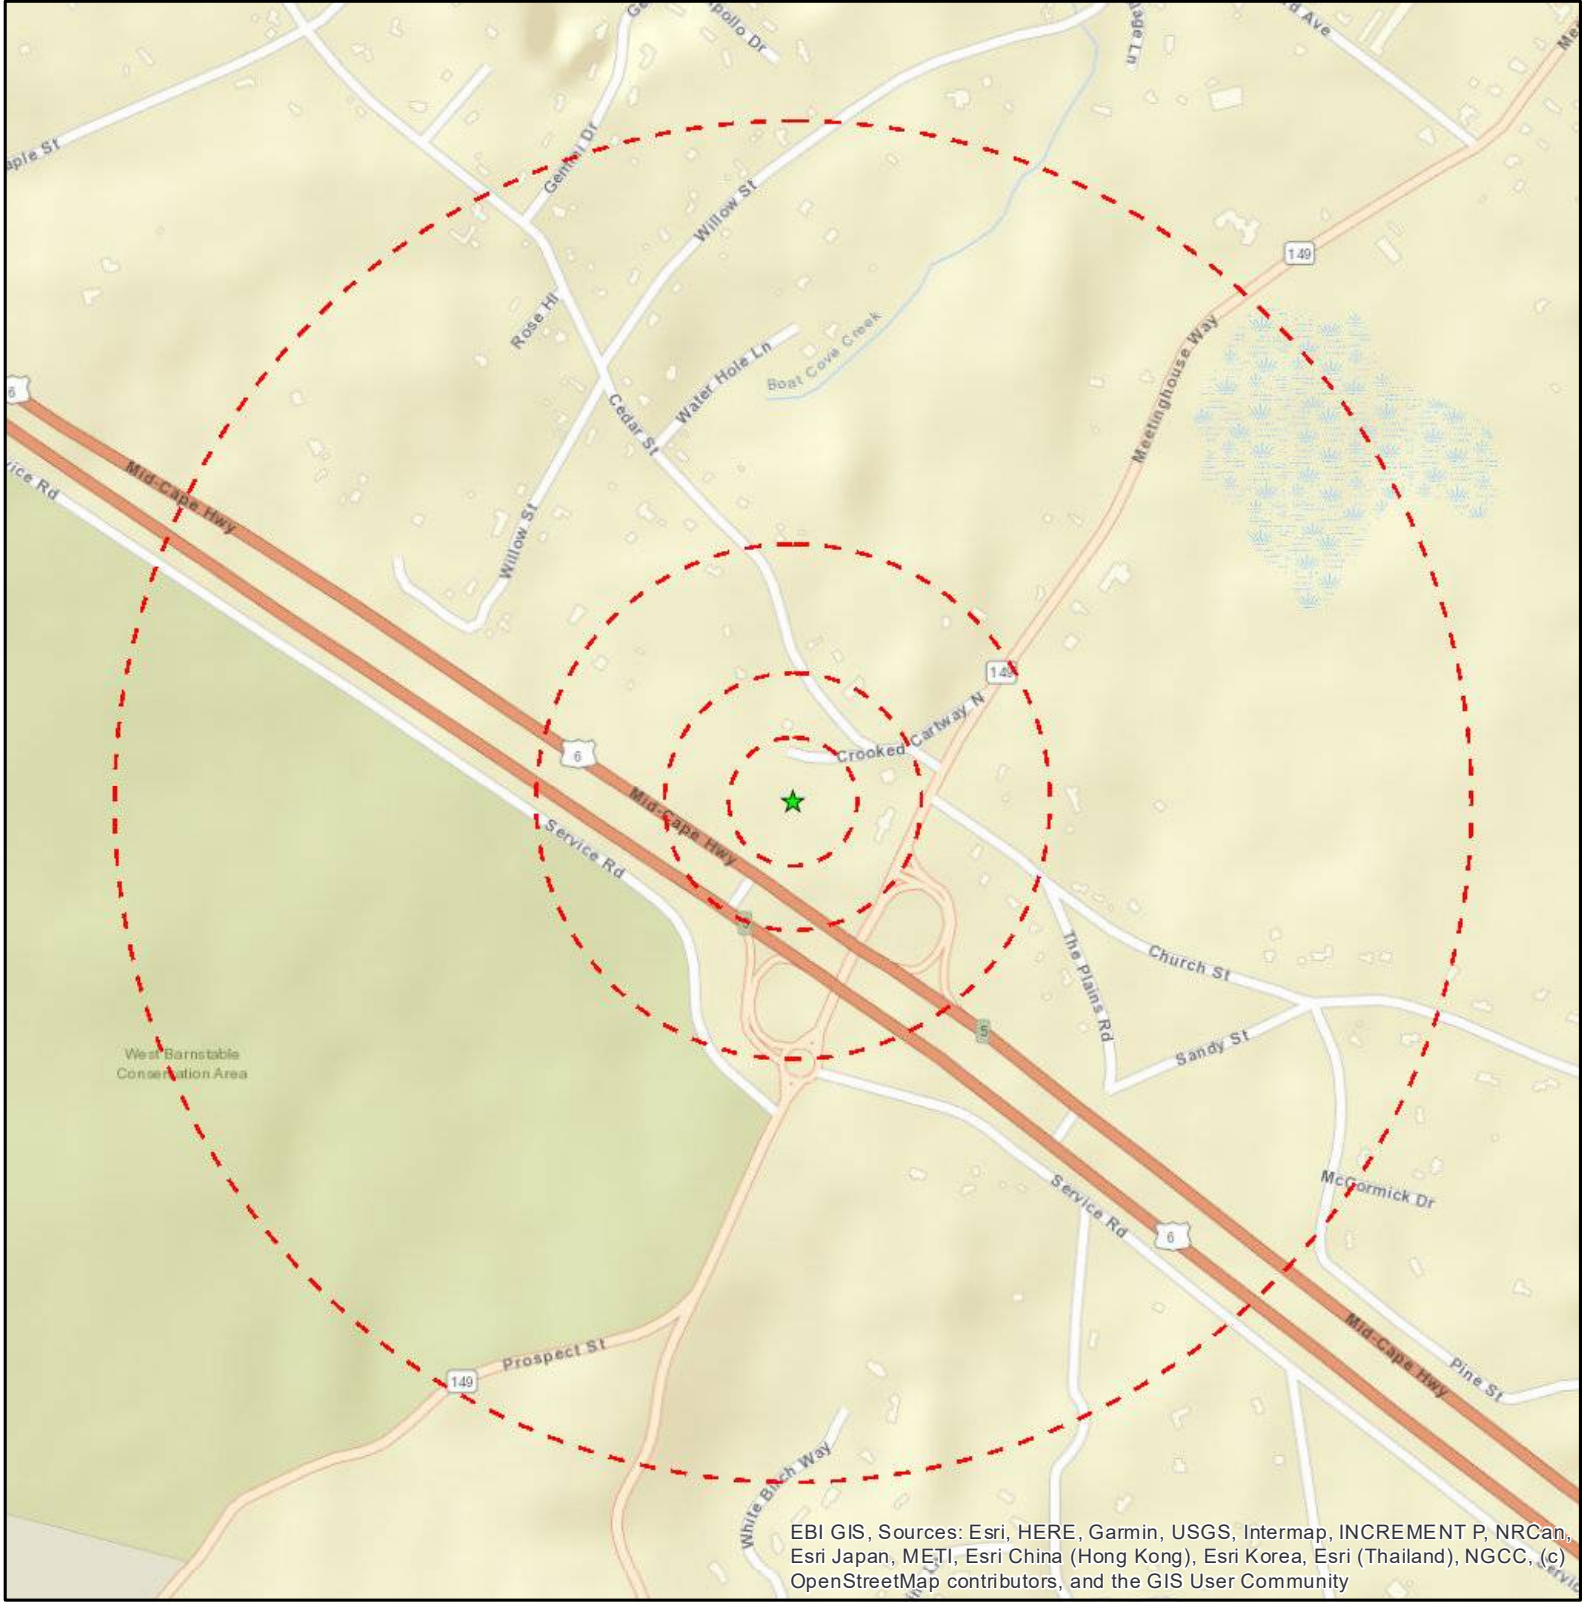 Apollo Dr
Maple St
Gemini Dr
Willow St
149
Rose Hl
Meetinghouse Way
Water Hole Ln
Boat Cove Creek
6
Cedar St
Mid-Cape Hwy
Service Rd
Willow St
149
Crooked Cartway N
6
Mid-Cape Hwy
Service Rd
The Plains Rd
Church St
5
Sandy St
West Barnstable
Conservation Area
McCormick Dr
Service Rd
6
Mid-Cape Hwy
Prospect St
149
Pine St
White Birch Way
EBI GIS, Sources: Esri, HERE, Garmin, USGS, Intermap, INCREMENT P, NRCan,
Esri Japan, METI, Esri China (Hong Kong), Esri Korea, Esri (Thailand), NGCC, (c)
OpenStreetMap contributors, and the GIS User Community